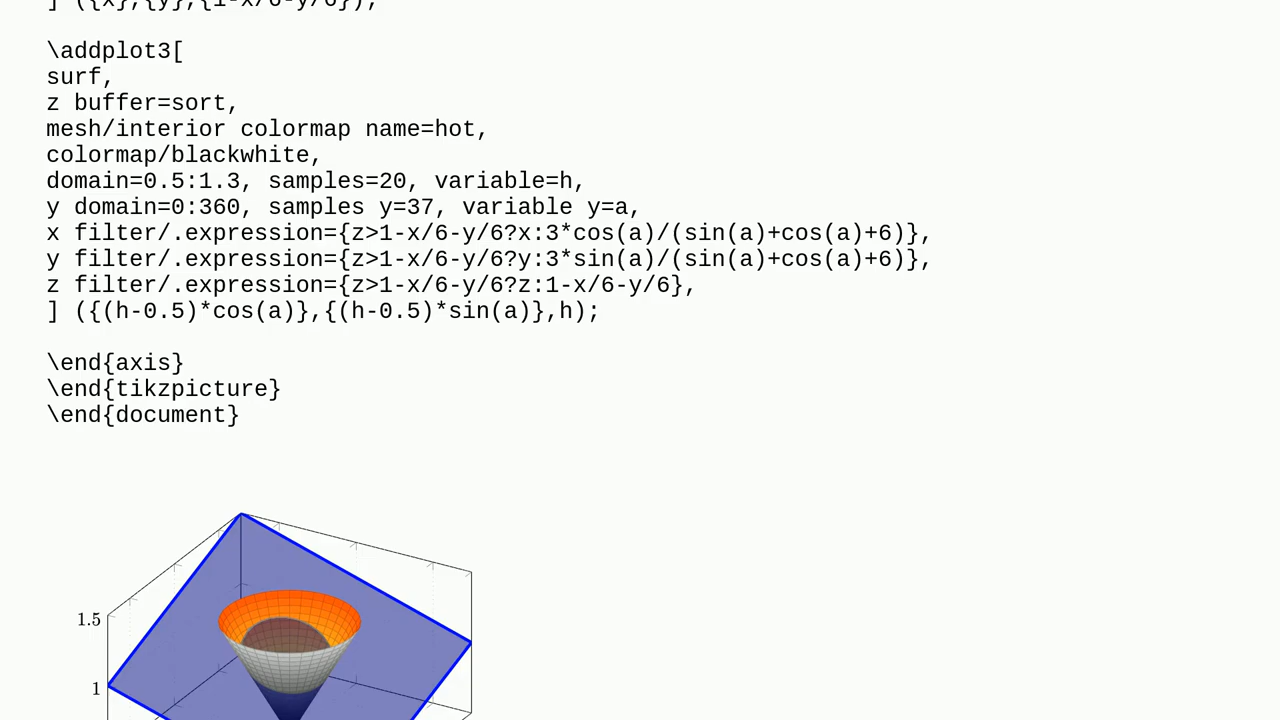 ] ({x},{y},{1-x/6-y/6});
\addplot3[
surf,
z buffer=sort,
mesh/interior colormap name=hot,
colormap/blackwhite,
domain=0.5:1.3, samples=20, variable=h,
y domain=0:360, samples y=37, variable y=a,
x filter/.expression={z>1-x/6-y/6?x:3*cos(a)/(sin(a)+cos(a)+6)},
y filter/.expression={z>1-x/6-y/6?y:3*sin(a)/(sin(a)+cos(a)+6)},
z filter/.expression={z>1-x/6-y/6?z:1-x/6-y/6},
] ({(h-0.5)*cos(a)},{(h-0.5)*sin(a)},h);
\end{axis}
\end{tikzpicture}
\end{document}
1.5
1